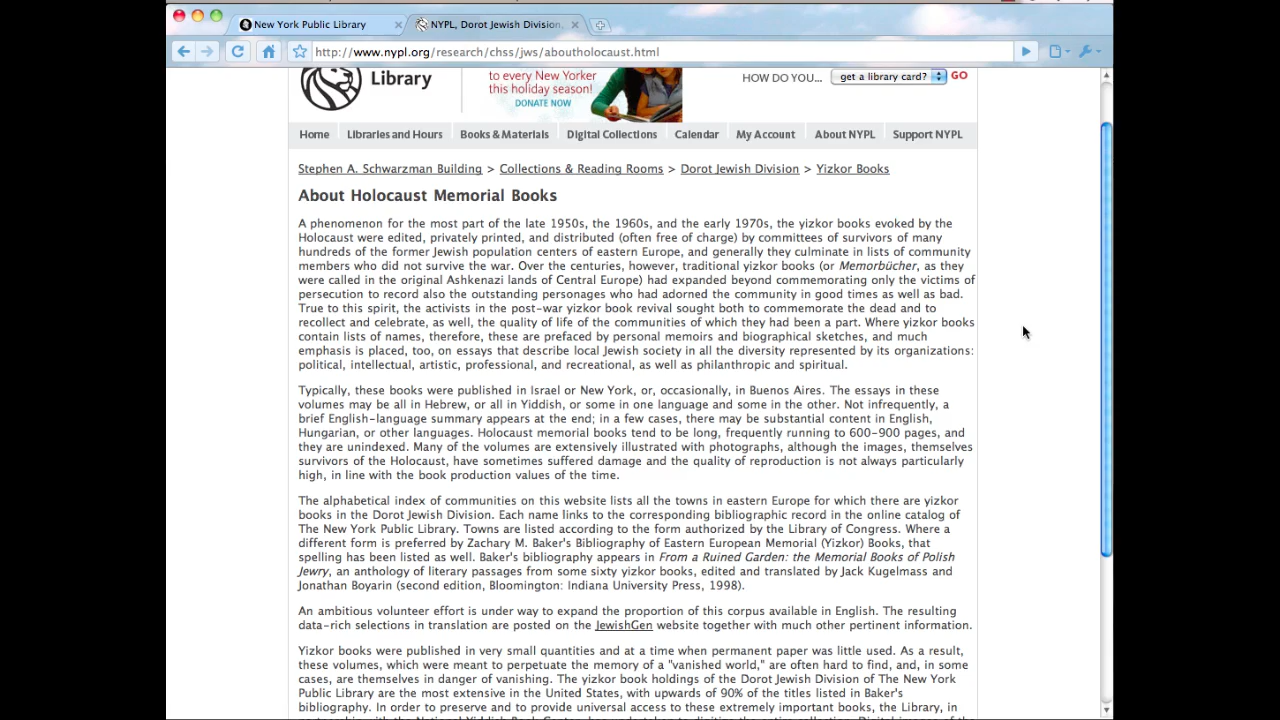 New York Public Library
NYPL, Dorot Jewish Division,
http://www.nypl.org/research/chss/jws/aboutholocaust.html
Library
to every New Yorker
this holiday season!
DONATE NOW
HOW DO YOU... get a library card? GO
Home Libraries and Hours Books & Materials Digital Collections Calendar My Account About NYPL Support NYPL
Stephen A. Schwarzman Building > Collections & Reading Rooms > Dorot Jewish Division > Yizkor Books
About Holocaust Memorial Books
A phenomenon for the most part of the late 1950s, the 1960s, and the early 1970s, the yizkor books evoked by the
Holocaust were edited, privately printed, and distributed (often free of charge) by committees of survivors of many
hundreds of the former Jewish population centers of eastern Europe, and generally they culminate in lists of community
members who did not survive the war. Over the centuries, however, traditional yizkor books (or Memorbücher, as they
were called in the original Ashkenazi lands of Central Europe) had expanded beyond commemorating only the victims of
persecution to record also the outstanding personages who had adorned the community in good times as well as bad.
True to this spirit, the activists in the post-war yizkor book revival sought both to commemorate the dead and to
recollect and celebrate, as well, the quality of life of the communities of which they had been a part. Where yizkor books
contain lists of names, therefore, these are prefaced by personal memoirs and biographical sketches, and much
emphasis is placed, too, on essays that describe local Jewish society in all the diversity represented by its organizations:
political, intellectual, artistic, professional, and recreational, as well as philanthropic and spiritual.
Typically, these books were published in Israel or New York, or, occasionally, in Buenos Aires. The essays in these
volumes may be all in Hebrew, or all in Yiddish, or some in one language and some in the other. Not infrequently, a
brief English-language summary appears at the end; in a few cases, there may be substantial content in English,
Hungarian, or other languages. Holocaust memorial books tend to be long, frequently running to 600-900 pages, and
they are unindexed. Many of the volumes are extensively illustrated with photographs, although the images, themselves
survivors of the Holocaust, have sometimes suffered damage and the quality of reproduction is not always particularly
high, in line with the book production values of the time.
The alphabetical index of communities on this website lists all the towns in eastern Europe for which there are yizkor
books in the Dorot Jewish Division. Each name links to the corresponding bibliographic record in the online catalog of
The New York Public Library. Towns are listed according to the form authorized by the Library of Congress. Where a
different form is preferred by Zachary M. Baker's Bibliography of Eastern European Memorial (Yizkor) Books, that
spelling has been listed as well. Baker's bibliography appears in From a Ruined Garden: the Memorial Books of Polish
Jewry, an anthology of literary passages from some sixty yizkor books, edited and translated by Jack Kugelmass and
Jonathan Boyarin (second edition, Bloomington: Indiana University Press, 1998).
An ambitious volunteer effort is under way to expand the proportion of this corpus available in English. The resulting
data-rich selections in translation are posted on the JewishGen website together with much other pertinent information.
Yizkor books were published in very small quantities and at a time when permanent paper was little used. As a result,
these volumes, which were meant to perpetuate the memory of a "vanished world," are often hard to find, and, in some
cases, are themselves in danger of vanishing. The yizkor book holdings of the Dorot Jewish Division of The New York
Public Library are the most extensive in the United States, with upwards of 90% of the titles listed in Baker's
bibliography. In order to preserve and to provide universal access to these extremely important books, the Library, in